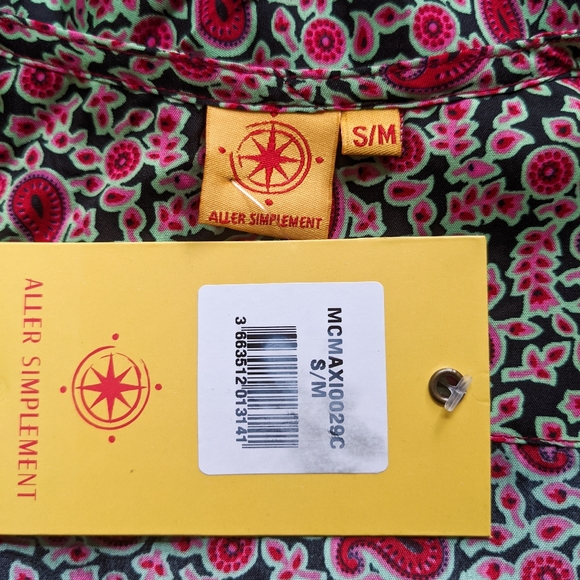 ALLER SIMPLEMENT
S/M
ALLER SIMPLEMENT
MCMAXI0029C
S/M
3 663512 013141